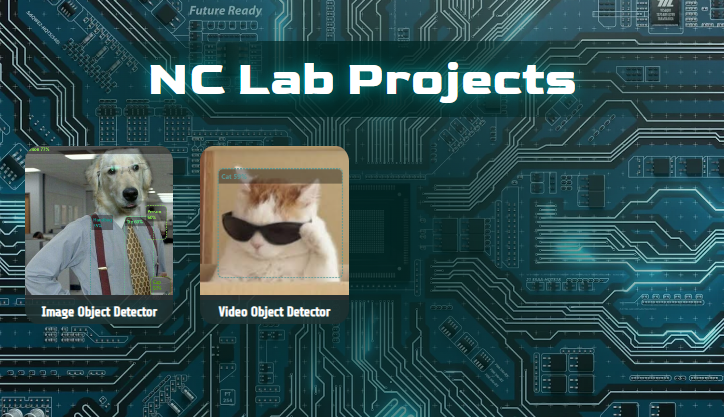 Future Ready
NC Lab Projects
Image Object Detector
Video Object Detector